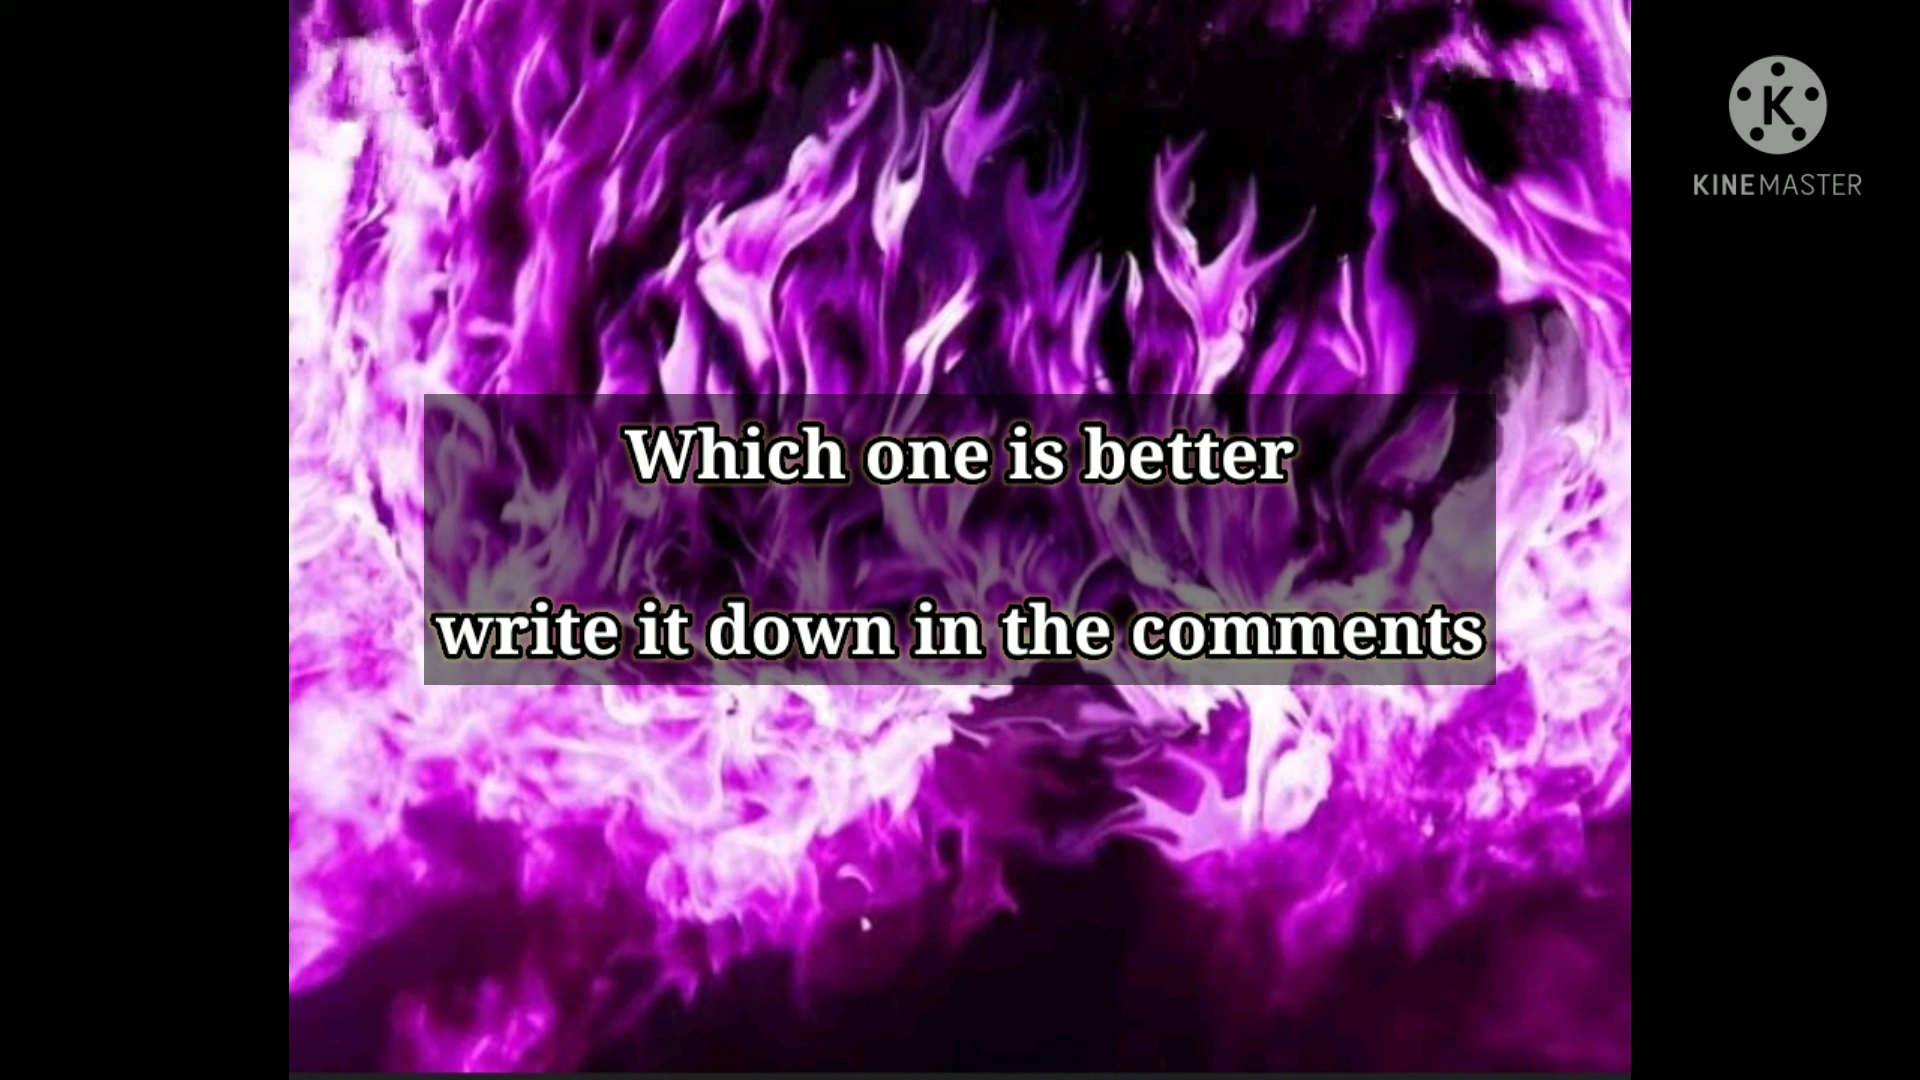 K
KINEMASTER
Which one is better
write it down in the comments